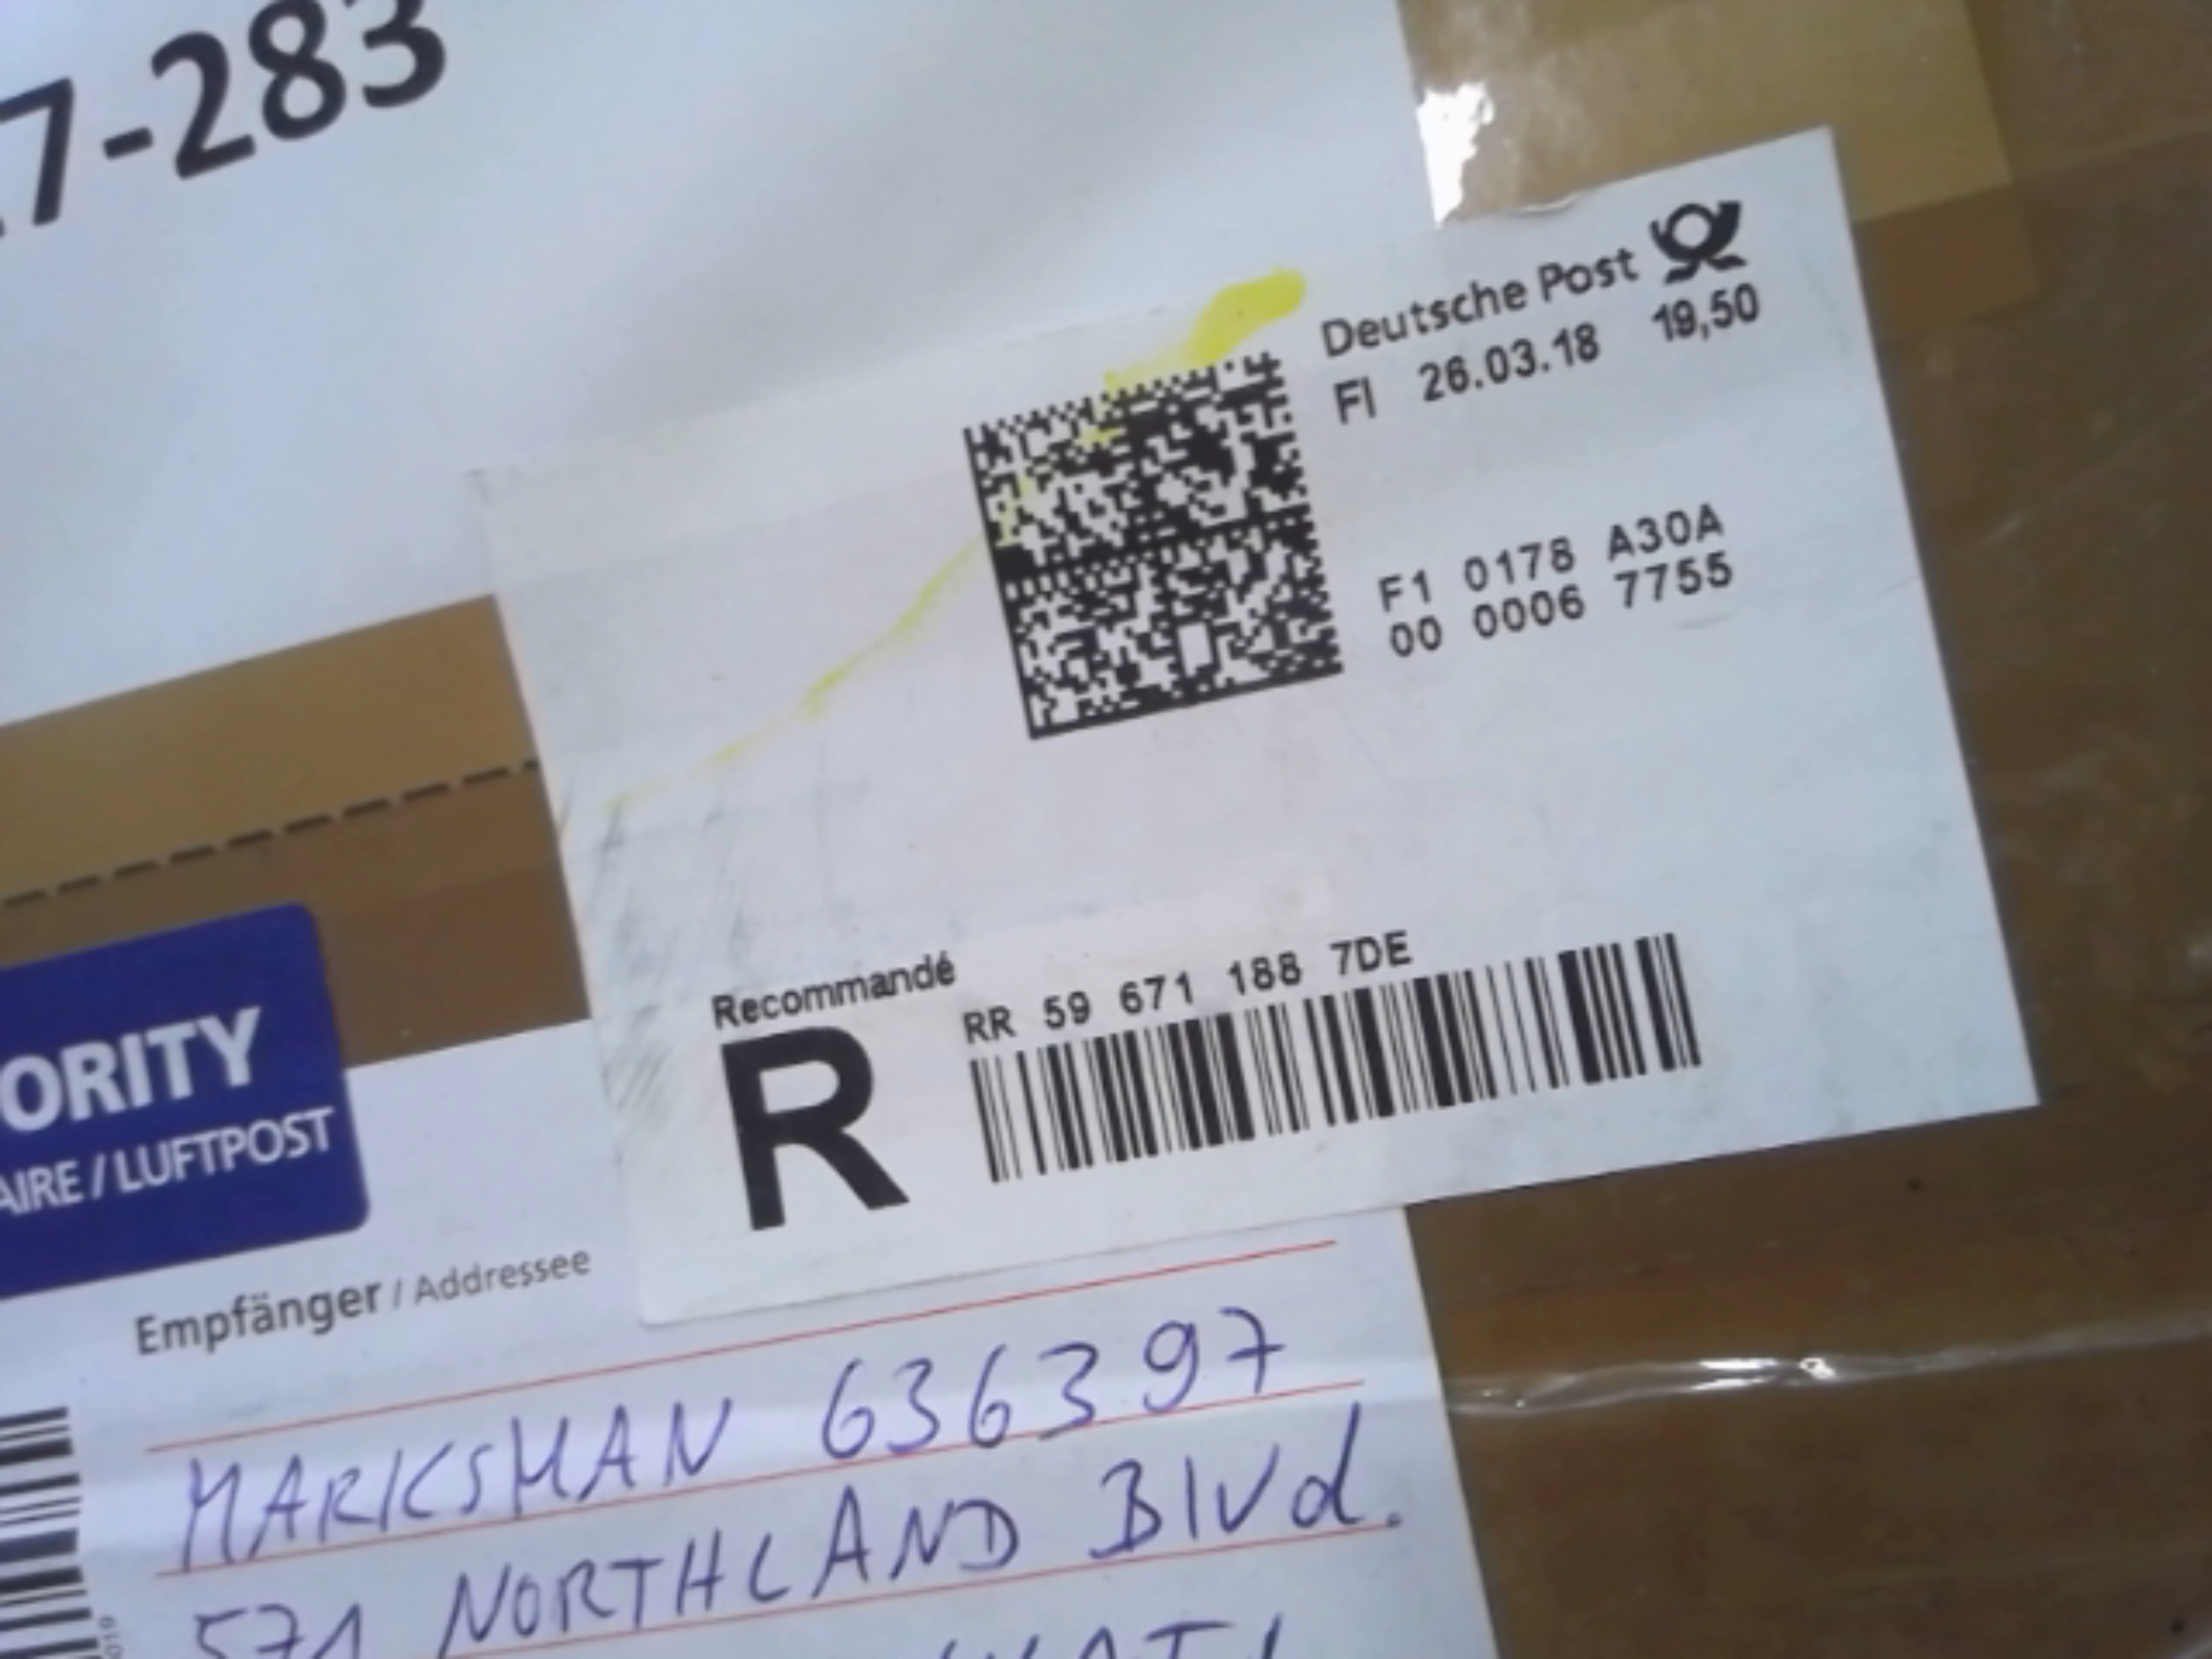 7-283
Deutsche Post
FI 26.03.18 19,50
F1 0178 A30A
00 0006 7755
Recommandé
R
RR 59 671 188 7DE
ORITY
AIRE / LUFTPOST
Empfänger / Addressee
MARKSMAN 636397
571 NORTHLAND Blvd.